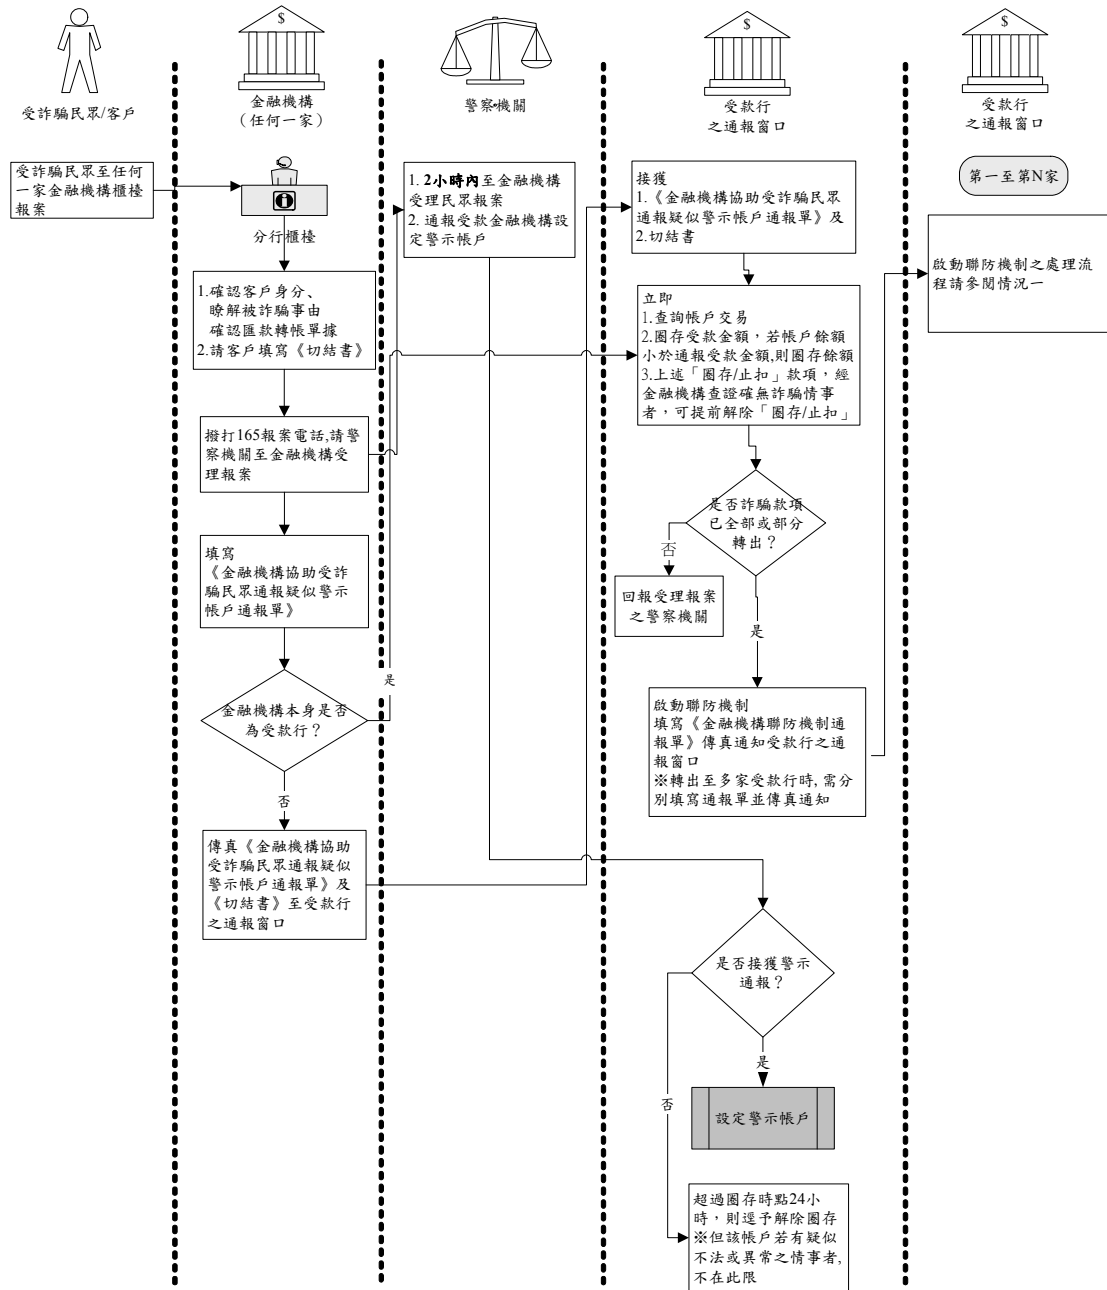 $
$
$
$
受詐騙民眾/客戶
金融機構
（任何一家）
警察機關
受款行
之通報窗口
受款行
之通報窗口
受詐騙民眾至任何
一家金融機構櫃檯
報案
分行櫃檯
1.確認客戶身分、
瞭解被詐騙事由
確認匯款轉帳單據
2.請客戶填寫《切結書》
撥打165報案電話,請警
察機關至金融機構受
理報案
填寫
《金融機構協助受詐
騙民眾通報疑似警示
帳戶通報單》
金融機構本身是否
為受款行？
是
否
傳真《金融機構協助
受詐騙民眾通報疑似
警示帳戶通報單》及
《切結書》至受款行
之通報窗口
1. 2小時內至金融機構
受理民眾報案
2. 通報受款金融機構設
定警示帳戶
接獲
1.《金融機構協助受詐騙民眾
通報疑似警示帳戶通報單》及
2.切結書
立即
1.查詢帳戶交易
2.圈存受款金額，若帳戶餘額
小於通報受款金額,則圈存餘額
3.上述「圈存/止扣」款項，經
金融機構查證確無詐騙情事
者，可提前解除「圈存/止扣」
是否詐騙款項
已全部或部分
轉出？
否
回報受理報案
之警察機關
是
啟動聯防機制
填寫《金融機構聯防機制通
報單》傳真通知受款行之通
報窗口
※轉出至多家受款行時,需分
別填寫通報單並傳真通知
是否接獲警示
通報？
是
否
設定警示帳戶
超過圈存時點24小
時，則逕予解除圈存
※但該帳戶若有疑似
不法或異常之情事者,
不在此限
第一至第N家
啟動聯防機制之處理流
程請參閱情況一